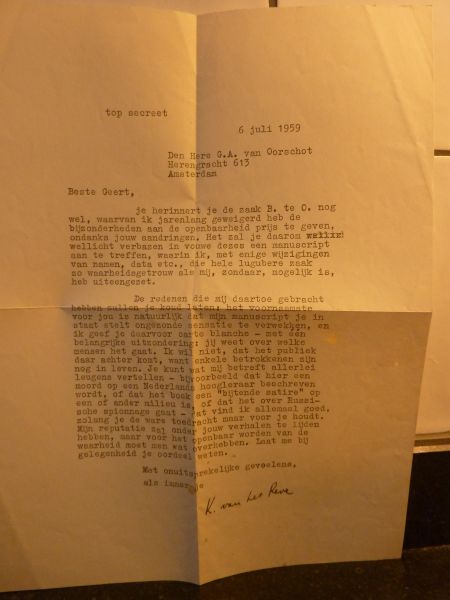 top secreet
6 juli 1959
Den Here G.A. van Oorschot
Herengracht 613
Amsterdam
Beste Geert,
je herinnert je de zaak B. te O. nog
wel, waarvan ik jarenlang geweigerd heb de
bijzonderheden aan de openbaarheid prijs te geven,
ondanks jouw aandringen. Het zal je daarom
wellicht verbazen in vouwe dezes een manuscript
aan te treffen, waarin ik, met enige wijzigingen
van namen, data etc., die hele lugubere zaak
zo waarheidsgetrouw als mij, zondaar, mogelijk is,
heb uiteengezet.
De redenen die mij daartoe gebracht
hebben zullen je koud laten: het voornaamste
voor jou is natuurlijk dat mijn manuscript je in
staat stelt ongezonde sensatie te verwekken, en
ik geef je daarvoor carte blanche - met één
belangrijke uitzondering: jij weet over welke
mensen het gaat. Ik wil niet, dat het publiek
daar achter komt, want enkele betrokkenen zijn
nog in leven. Je kunt wat mij betreft allerlei
leugens vertellen - bijvoorbeeld dat hier een
moord op een Nederlands hoogleraar beschreven
wordt, of dat het boek een "bijtende satire" op
een of ander milieu is, of dat het over Russi-
sche spionnage gaat - dat vind ik allemaal goed,
zolang je de ware toedracht maar voor je houdt.
Mijn reputatie zal onder jouw verhalen te lijden
hebben, maar voor het openbaar worden van de
waarheid moet men wat overhebben. Laat me bij
gelegenheid je oordeel weten.
Met onuitsprekelijke gevoelens,
als immer je
K. van het Reve